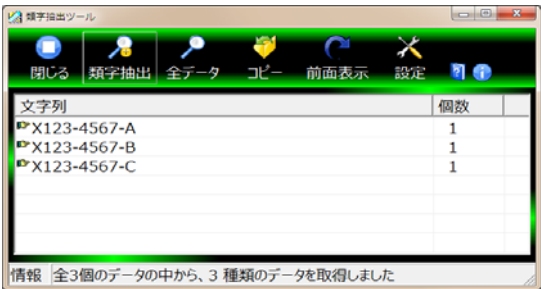 類字抽出ツール
閉じる 類字抽出 全データ コピー 前面表示 設定
文字列 個数
X123-4567-A 1
X123-4567-B 1
X123-4567-C 1
情報 全3個のデータの中から、3 種類のデータを取得しました